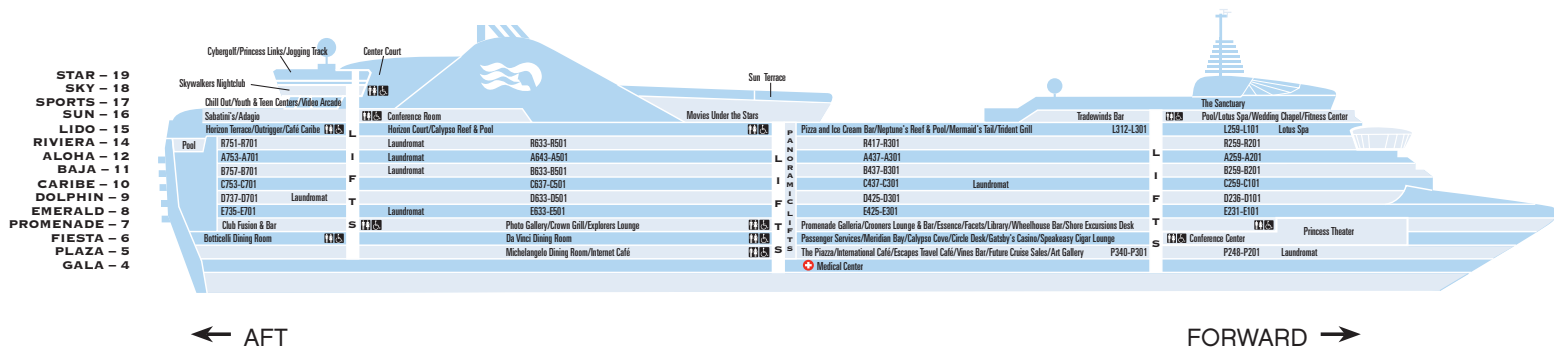 Cybergolf/Princess Links/Jogging Track
Center Court
STAR – 19
Sun Terrace
SKY – 18
Skywalkers Nightclub
SPORTS – 17
Chill Out/Youth & Teen Centers/Video Arcade
The Sanctuary
SUN – 16
Sabatini's/Adagio
Conference Room
Movies Under the Stars
Tradewinds Bar
Pool/Lotus Spa/Wedding Chapel/Fitness Center
LIDO – 15
Horizon Terrace/Outrigger/Café Caribe
Horizon Court/Calypso Reef & Pool
Pizza and Ice Cream Bar/Neptune's Reef & Pool/Mermaid's Tail/Trident Grill
L312-L301
L259-L101
Lotus Spa
RIVIERA – 14
Pool
R751-R701
Laundromat
R633-R501
R417-R301
R259-R201
ALOHA – 12
A753-A701
Laundromat
A643-A501
A437-A301
A259-A201
BAJA – 11
B757-B701
Laundromat
B633-B501
B437-B301
B259-B201
CARIBE – 10
C753-C701
C637-C501
C437-C301
Laundromat
C259-C101
DOLPHIN – 9
D737-D701
Laundromat
D633-D501
D425-D301
D236-D101
EMERALD – 8
E735-E701
Laundromat
E633-E501
E425-E301
E231-E101
PROMENADE – 7
Club Fusion & Bar
Photo Gallery/Crown Grill/Explorers Lounge
Promenade Galleria/Crooners Lounge & Bar/Essence/Facets/Library/Wheelhouse Bar/Shore Excursions Desk
Princess Theater
FIESTA – 6
Botticelli Dining Room
Da Vinci Dining Room
Passenger Services/Meridian Bay/Calypso Cove/Circle Desk/Gatsby's Casino/Speakeasy Cigar Lounge
Conference Center
PLAZA – 5
Michelangelo Dining Room/Internet Café
The Piazza/International Café/Escapes Travel Café/Vines Bar/Future Cruise Sales/Art Gallery
P340-P301
P248-P201
Laundromat
GALA – 4
Medical Center
LIFTS
LIFTS
PANORAMIC LIFTS
LIFTS
AFT
FORWARD